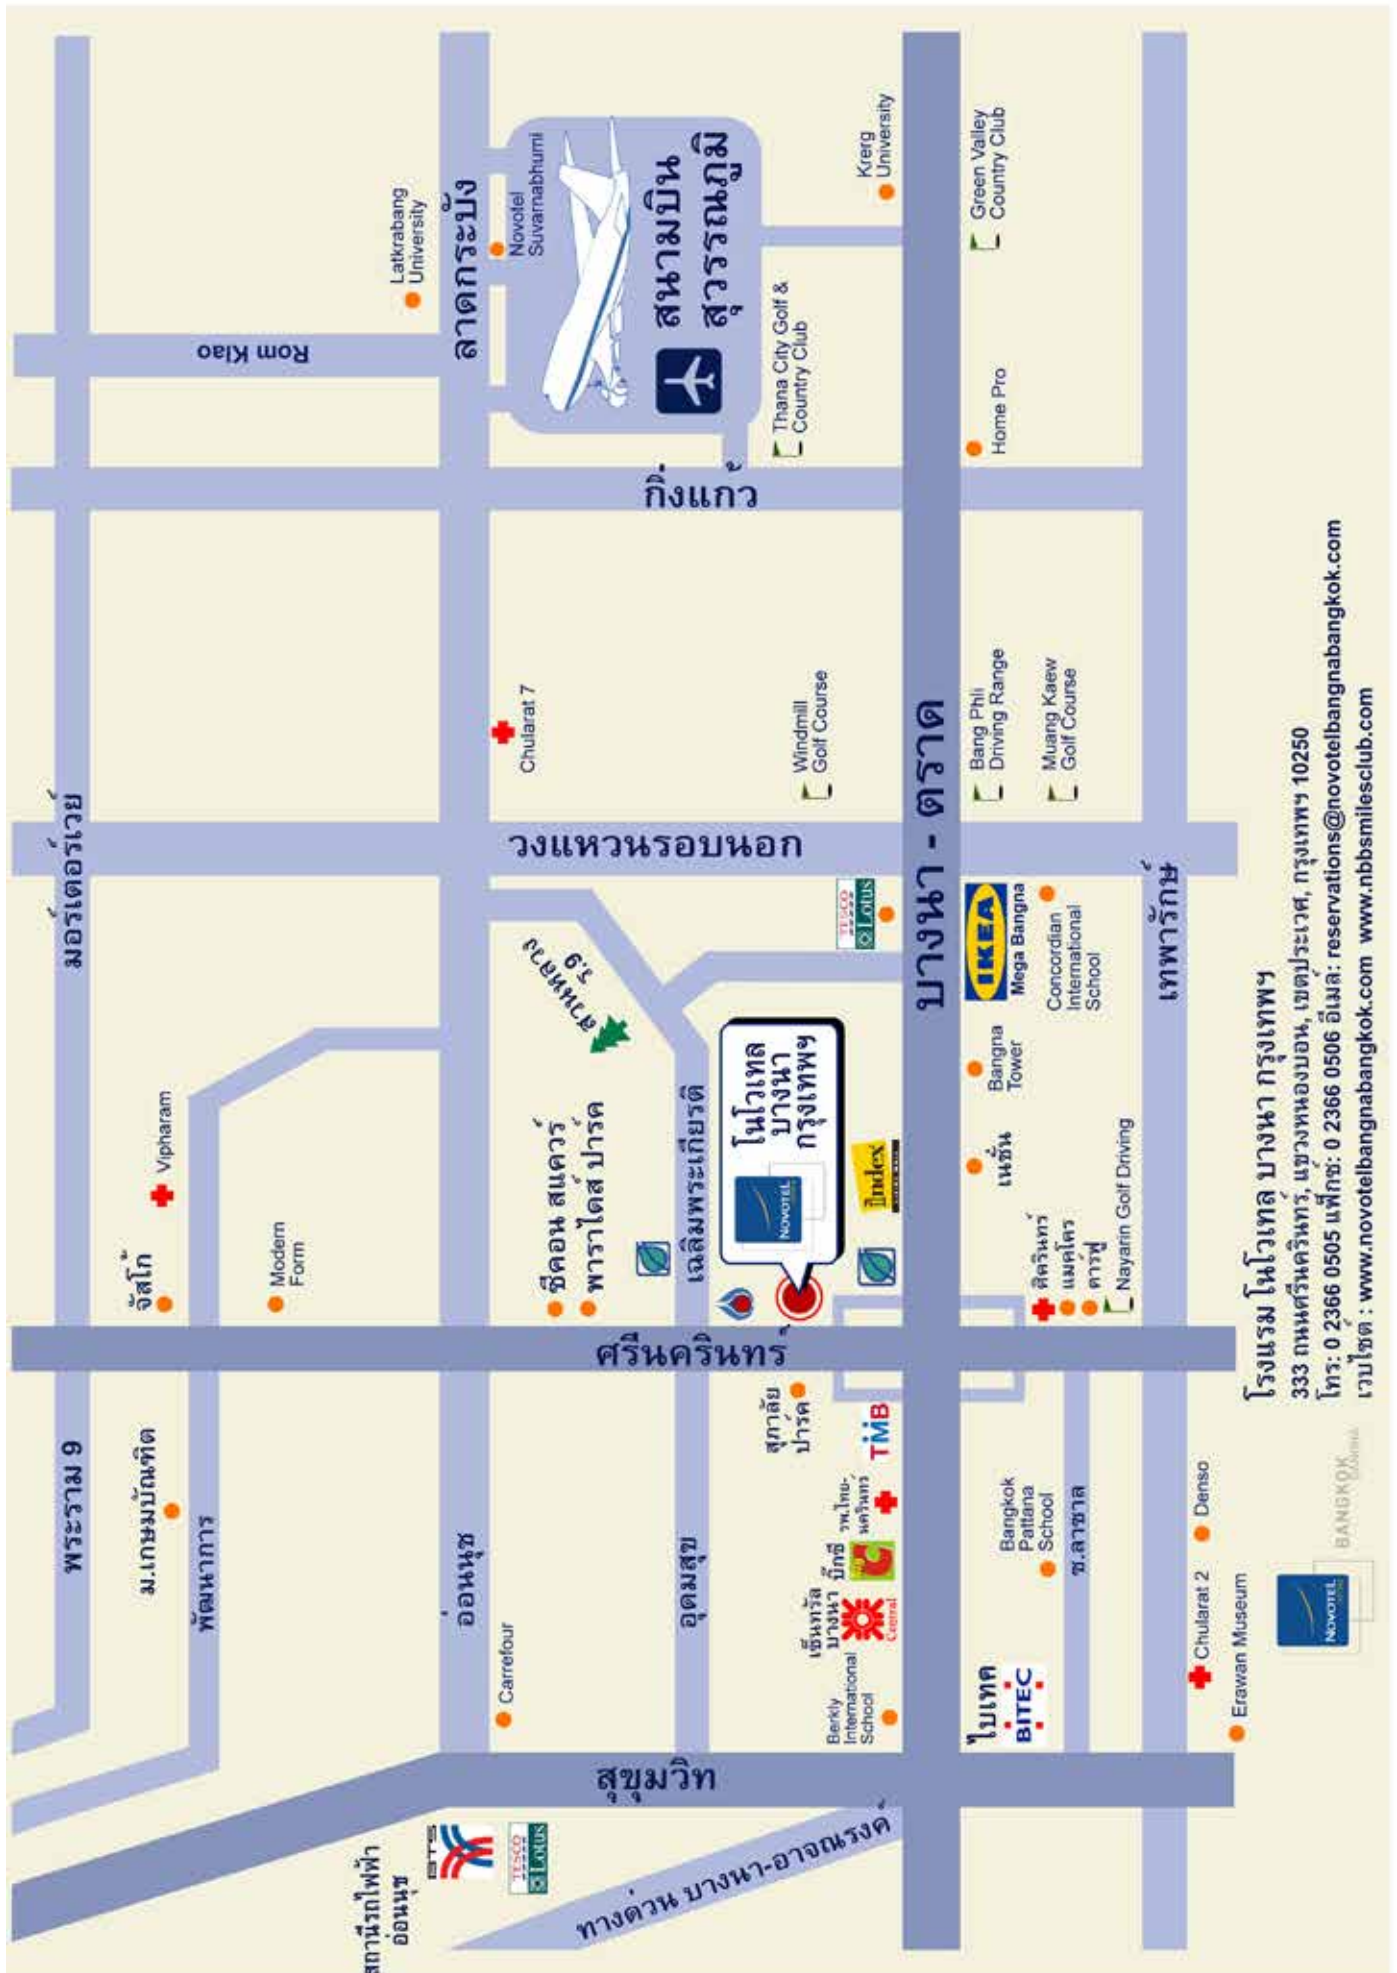 มอร์เตอร์เวย์
พระราม 9
Rom Klao
Latkrabang
University
ลาดกระบัง
Novotel
Suvarnabhumi
สนามบิน
สุวรรณภูมิ
Krerg
University
Thana City Golf &
Country Club
Green Valley
Country Club
Home Pro
กิ่งแก้ว
Chularat 7
Windmill
Golf Course
Bang Phli
Driving Range
Muang Kaew
Golf Course
วงแหวนรอบนอก
บางนา - ตราด
เทพารักษ์
สวนหลวง
ร.9
TESCO
Lotus
IKEA
Mega Bangna
Concordian
International
School
Bangna
Tower
เนชั่น
Vipharam
จัสโก้
Modern
Form
ซีคอน สแควร์
พาราไดส์ ปาร์ค
เฉลิมพระเกียรติ
NOVOTEL
โนโวเทล
บางนา
กรุงเทพฯ
Index
ศิครินทร์
แมคโคร
คาร์ฟู
Nayarin Golf Driving
ศรีนครินทร์
ม.เกษมบัณฑิต
พัฒนาการ
อ่อนนุช
Carrefour
อุดมสุข
ศุภาลัย
ปาร์ค
TMB
รพ.ไทย-
นครินทร์
บิ๊กซี
เซ็นทรัล
บางนา
Central
Berkly
International
School
Bangkok
Pattana
School
ซ.ลาซาล
ไบเทค
BITEC
Denso
Chularat 2
Erawan Museum
สุขุมวิท
ทางด่วน บางนา-อาจณรงค์
สถานีรถไฟฟ้า
อ่อนนุช
BTS
TESCO
Lotus
โรงแรม โนโวเทล บางนา กรุงเทพฯ
333 ถนนศรีนครินทร์, แขวงหนองบอน, เขตประเวศ, กรุงเทพฯ 10250
โทร: 0 2366 0505 แฟ็กซ์: 0 2366 0506 อีเมล์: reservations@novotelbangnabangkok.com
เวบไซต์ : www.novotelbangnabangkok.com www.nbbsmilesclub.com
NOVOTEL
BANGKOK
BANGNA